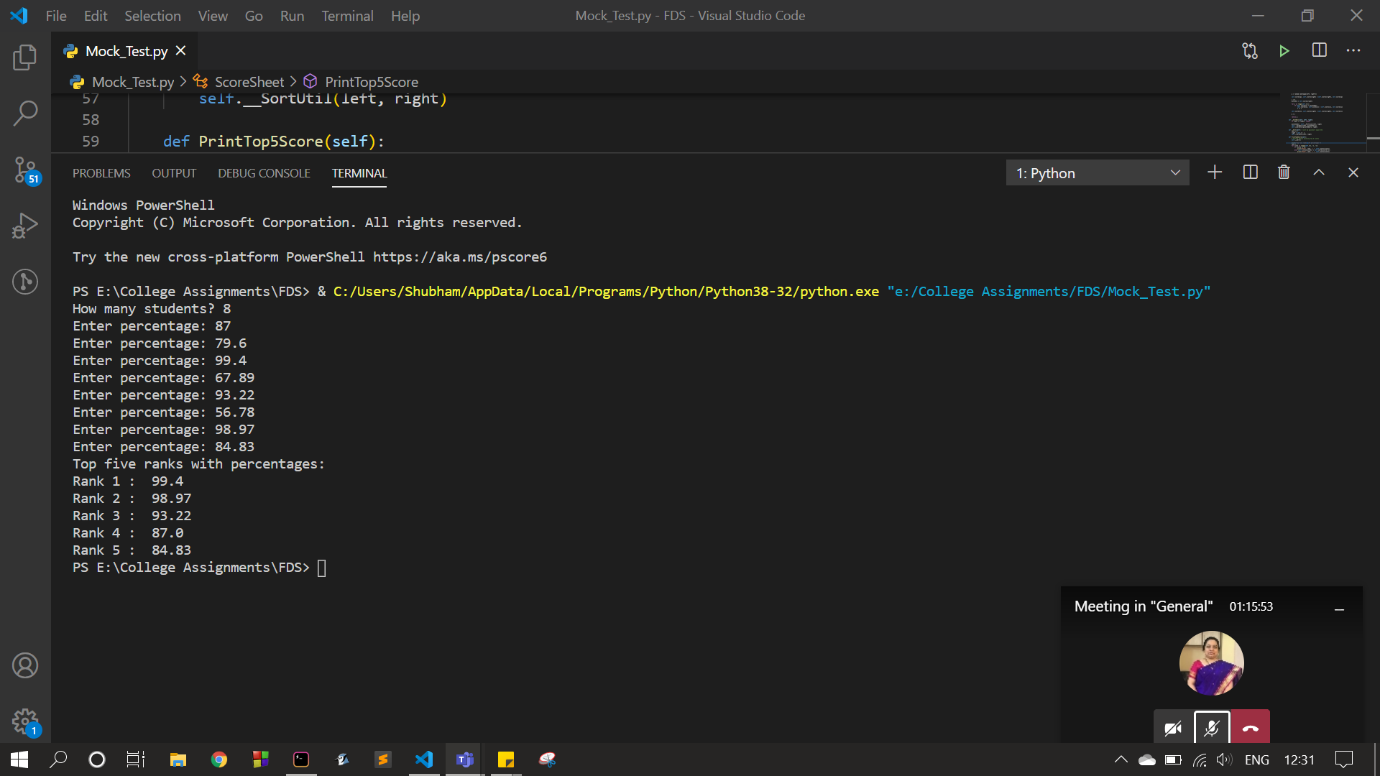 File Edit Selection View Go Run Terminal Help
Mock_Test.py - FDS - Visual Studio Code
Mock_Test.py
Mock_Test.py > ScoreSheet > PrintTop5Score
57 self.__SortUtil(left, right)
58
59 def PrintTop5Score(self):
PROBLEMS OUTPUT DEBUG CONSOLE TERMINAL 1: Python
Windows PowerShell
Copyright (C) Microsoft Corporation. All rights reserved.
Try the new cross-platform PowerShell https://aka.ms/pscore6
PS E:\College Assignments\FDS> & C:/Users/Shubham/AppData/Local/Programs/Python/Python38-32/python.exe "e:/College Assignments/FDS/Mock_Test.py"
How many students? 8
Enter percentage: 87
Enter percentage: 79.6
Enter percentage: 99.4
Enter percentage: 67.89
Enter percentage: 93.22
Enter percentage: 56.78
Enter percentage: 98.97
Enter percentage: 84.83
Top five ranks with percentages:
Rank 1 :  99.4
Rank 2 :  98.97
Rank 3 :  93.22
Rank 4 :  87.0
Rank 5 :  84.83
PS E:\College Assignments\FDS>
51
1
Meeting in "General" 01:15:53
ENG 12:31